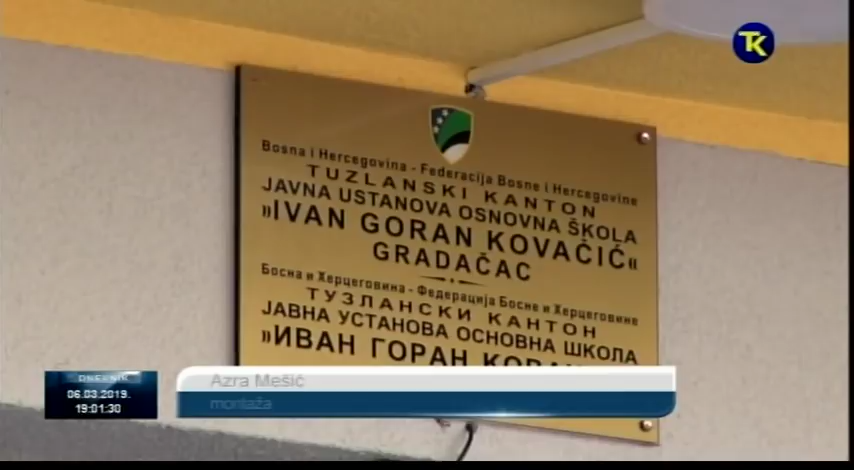 TK
Bosna i Hercegovina - Federacija Bosne i Hercegovine
TUZLANSKI KANTON
JAVNA USTANOVA OSNOVNA ŠKOLA
»IVAN GORAN KOVAČIĆ«
GRADAČAC
Босна и Херцеговина - Федерација Босне и Херцеговине
ТУЗЛАНСКИ КАНТОН
ЈАВНА УСТАНОВА ОСНОВНА ШКОЛА
»ИВАН ГОРАН
DNEVNIK
06.03.2019.
19:01:30
Azra Mešić
montaža